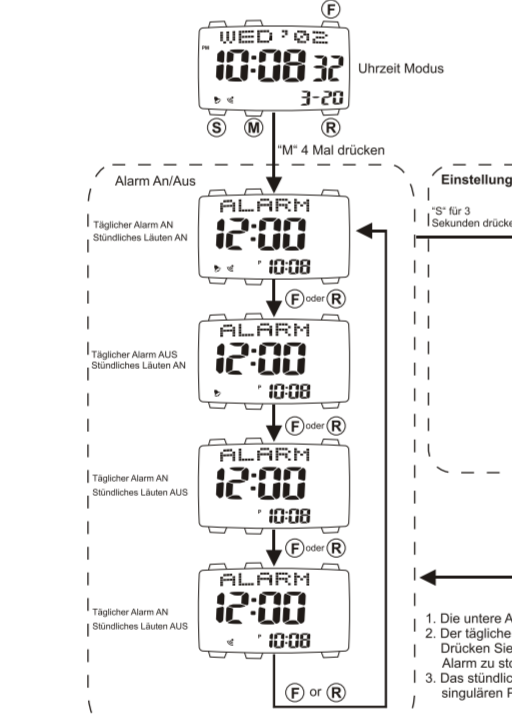 F
WED '02
PM
10:08 32
3-20
Uhrzeit Modus
S M R
"M" 4 Mal drücken
Alarm An/Aus
ALARM
Täglicher Alarm AN
Stündliches Läuten AN
12:00
P 10:08
F oder R
ALARM
Täglicher Alarm AUS
Stündliches Läuten AN
12:00
P 10:08
F oder R
ALARM
Täglicher Alarm AN
Stündliches Läuten AUS
12:00
P 10:08
F oder R
ALARM
Täglicher Alarm AN
Stündliches Läuten AUS
12:00
P 10:08
F or R
Einstellung
"S" für 3
Sekunden drücke
1. Die untere A
2. Der tägliche
Drücken Sie
Alarm zu sto
3. Das stündlic
singulären P